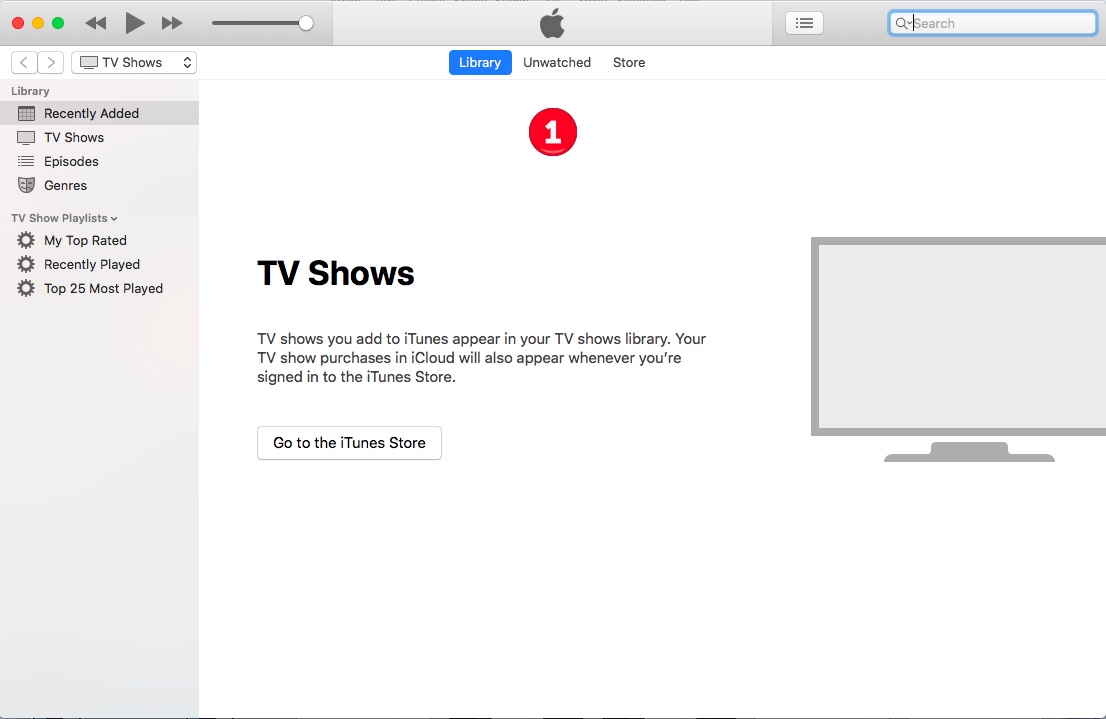 Search
TV Shows
Library
Unwatched
Store
Library
Recently Added
TV Shows
Episodes
Genres
TV Show Playlists
My Top Rated
Recently Played
Top 25 Most Played
1
TV Shows
TV shows you add to iTunes appear in your TV shows library. Your
TV show purchases in iCloud will also appear whenever you’re
signed in to the iTunes Store.
Go to the iTunes Store